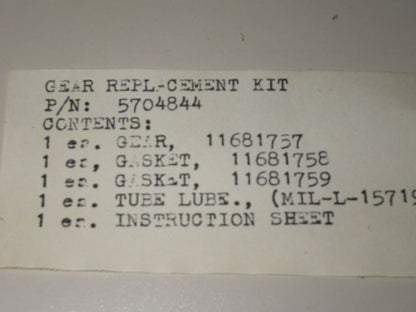 GEAR REPLACEMENT KIT
P/N: 5704844
CONTENTS:
1 ea. GEAR, 11681757
1 ea, GASKET, 11681758
1 ea. GASKET, 11681759
1 ea. TUBE LUBE., (MIL-L-15719
1 ea. INSTRUCTION SHEET